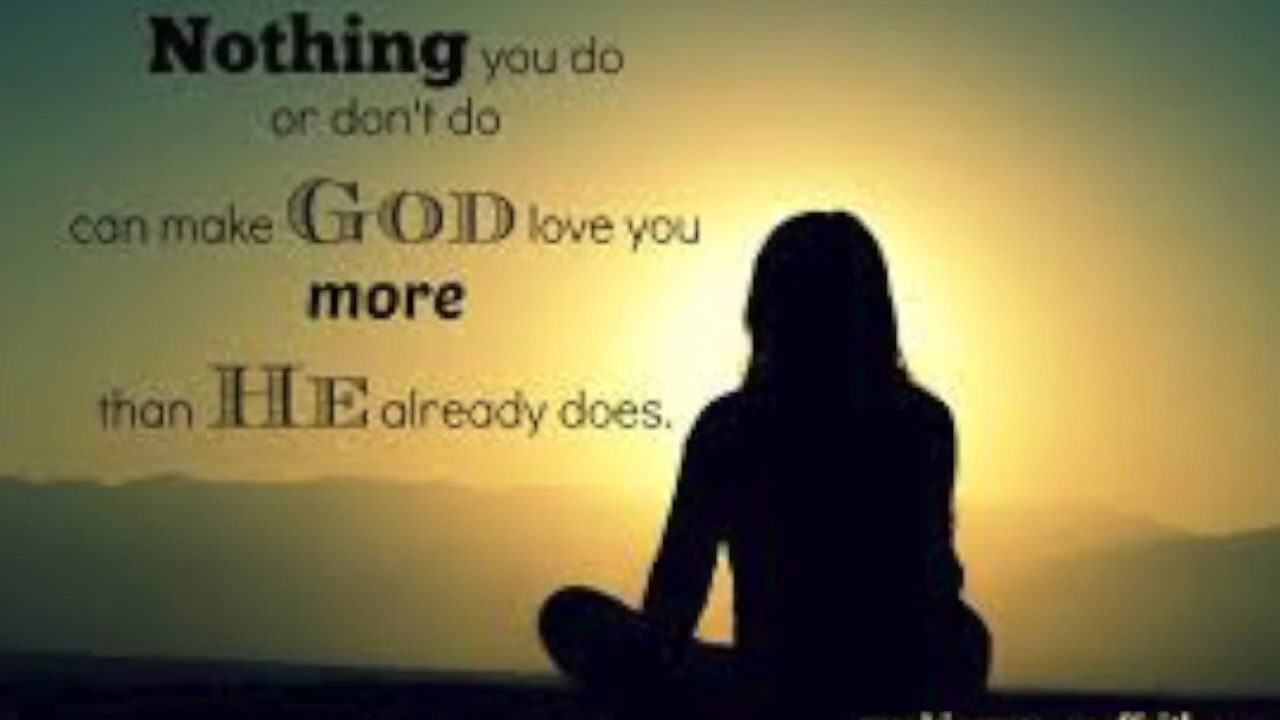 Nothing you do
or don't do
can make GOD love you
more
than HE already does.